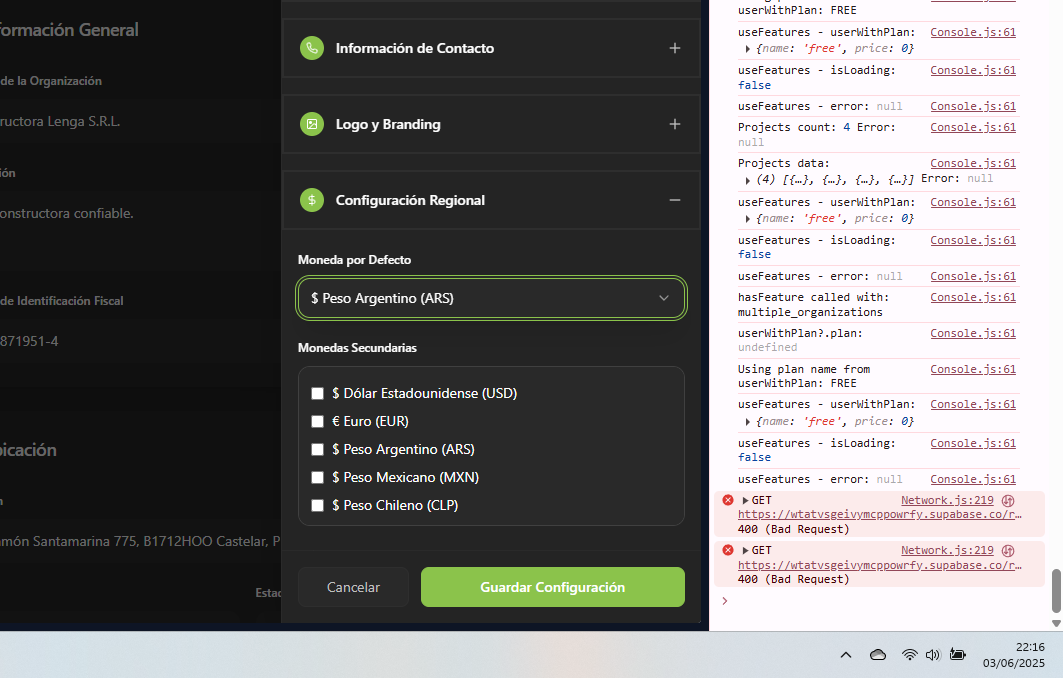 ormación General
de la Organización
ructora Lenga S.R.L.
ión
onstructora confiable.
de Identificación Fiscal
871951-4
icación
n
món Santamarina 775, B1712HOO Castelar, P
Estad
Información de Contacto
+
Logo y Branding
+
$ Configuración Regional
−
Moneda por Defecto
$ Peso Argentino (ARS)
Monedas Secundarias
$ Dólar Estadounidense (USD)
€ Euro (EUR)
$ Peso Argentino (ARS)
$ Peso Mexicano (MXN)
$ Peso Chileno (CLP)
Cancelar
Guardar Configuración
userWithPlan: FREE
useFeatures - userWithPlan: Console.js:61
{name: 'free', price: 0}
useFeatures - isLoading: Console.js:61
false
useFeatures - error: null Console.js:61
Projects count: 4 Error: Console.js:61
null
Projects data: Console.js:61
(4) [{…}, {…}, {…}, {…}] Error: null
useFeatures - userWithPlan: Console.js:61
{name: 'free', price: 0}
useFeatures - isLoading: Console.js:61
false
useFeatures - error: null Console.js:61
hasFeature called with: Console.js:61
multiple_organizations
userWithPlan?.plan: Console.js:61
undefined
Using plan name from Console.js:61
userWithPlan: FREE
useFeatures - userWithPlan: Console.js:61
{name: 'free', price: 0}
useFeatures - isLoading: Console.js:61
false
useFeatures - error: null Console.js:61
GET Network.js:219
https://wtatvsgeivymcppowrfy.supabase.co/r…
400 (Bad Request)
GET Network.js:219
https://wtatvsgeivymcppowrfy.supabase.co/r…
400 (Bad Request)
22:16
03/06/2025